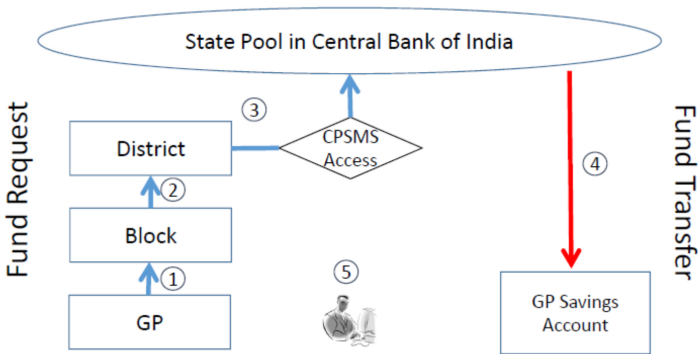 State Pool in Central Bank of India
Fund Request
Fund Transfer
③
CPSMS
Access
District
②
④
Block
①
⑤
GP
GP Savings
Account